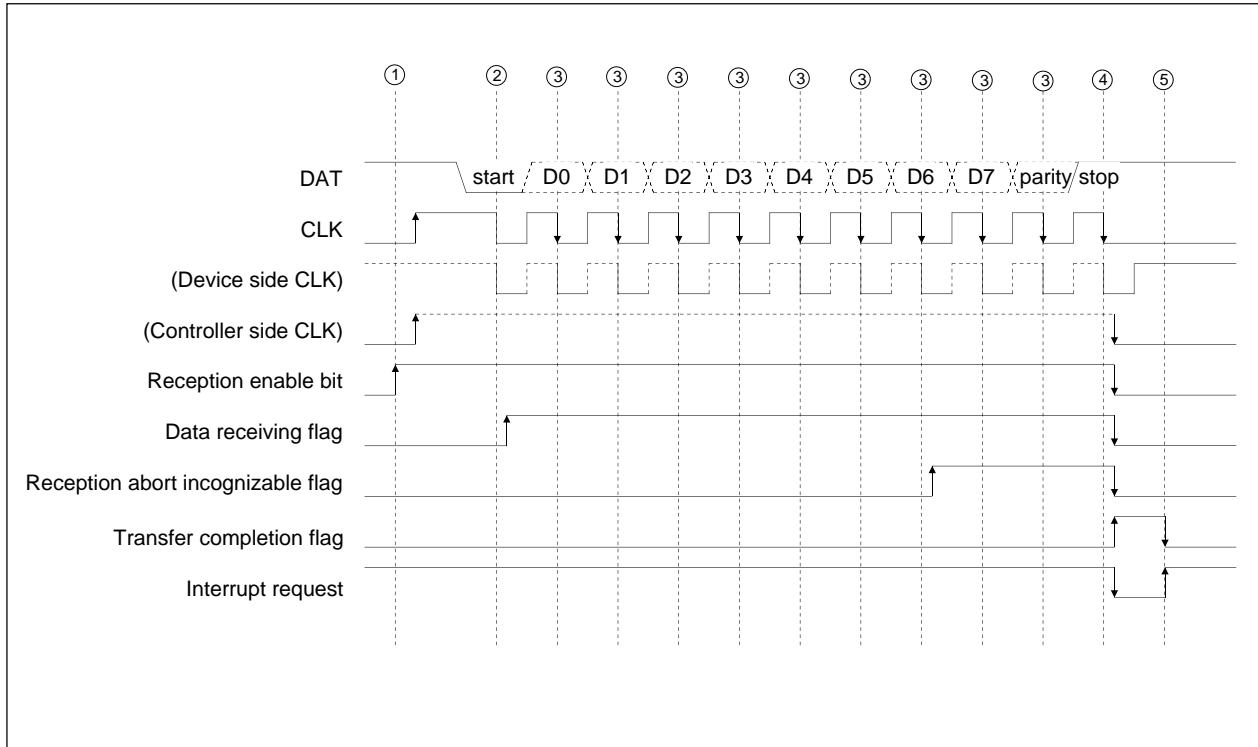 ① ② ③ ③ ③ ③ ③ ③ ③ ③ ③ ④ ⑤
DAT start D0 D1 D2 D3 D4 D5 D6 D7 parity stop
CLK
(Device side CLK)
(Controller side CLK)
Reception enable bit
Data receiving flag
Reception abort incognizable flag
Transfer completion flag
Interrupt request